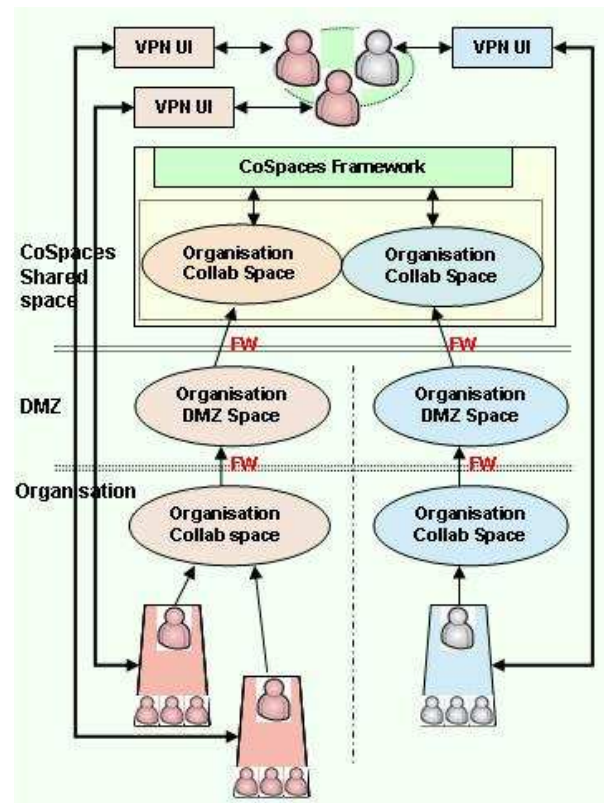 VPN UI
VPN UI
VPN UI
CoSpaces Framework
CoSpaces
Shared
space
Organisation
Collab Space
Organisation
Collab Space
FW
FW
DMZ
Organisation
DMZ Space
Organisation
DMZ Space
FW
FW
Organisation
Organisation
Collab space
Organisation
Collab Space